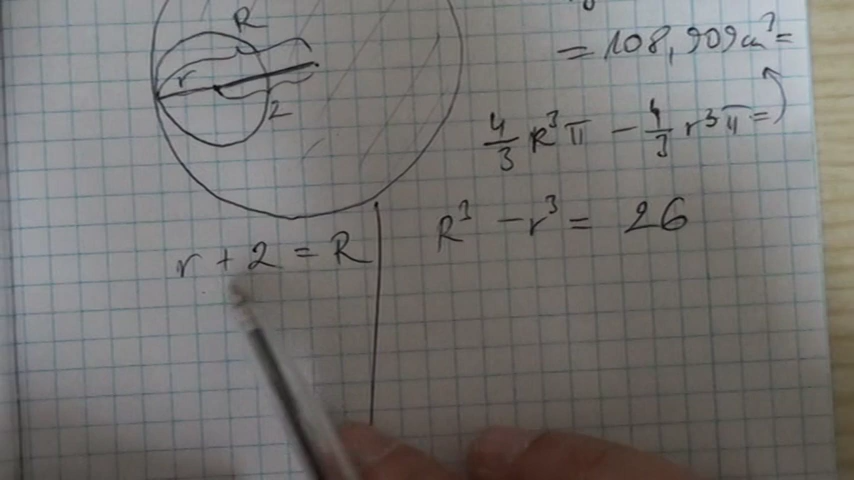 R
r
2
= 108,909 cm³ =
4/3 R³ π − 4/3 r³ π =
r + 2 = R
R³ − r³ = 26